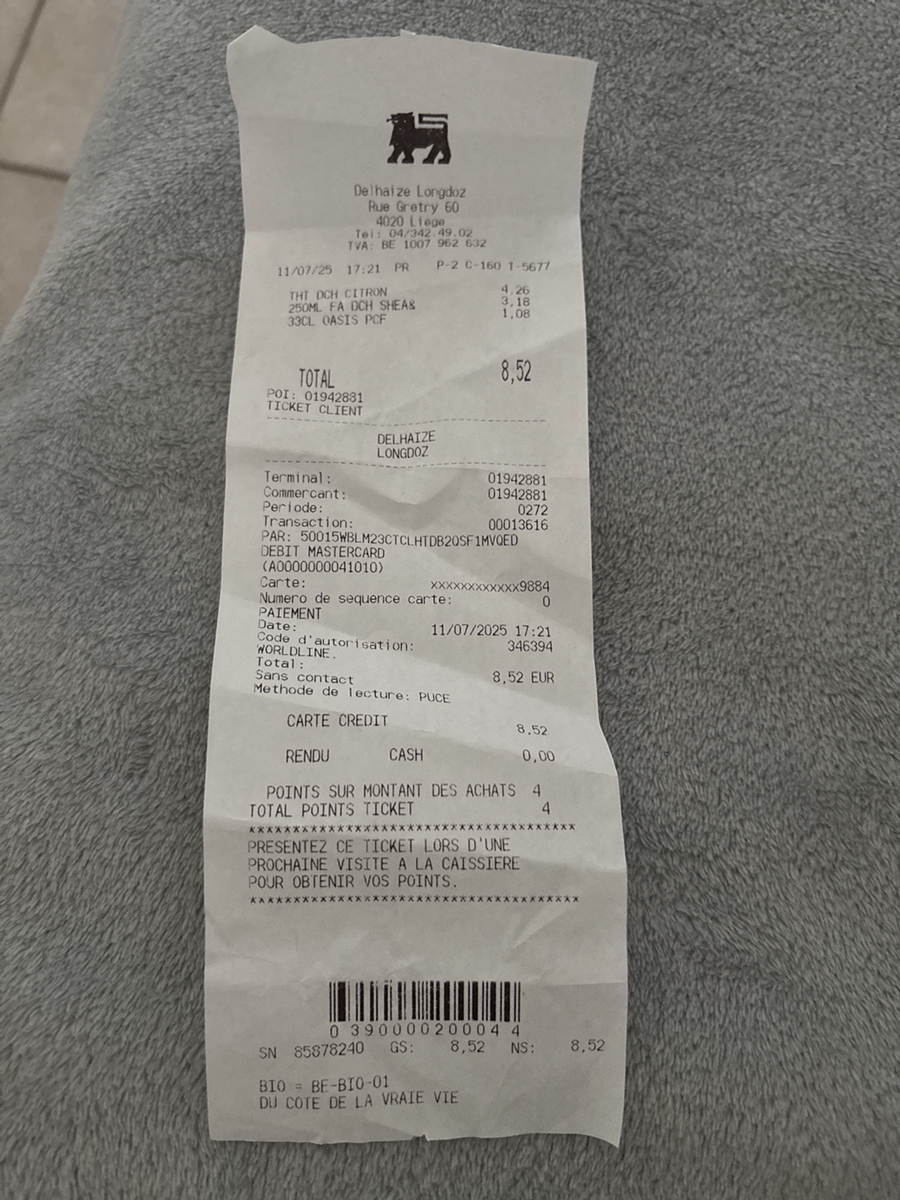 Delhaize Longdoz
Rue Gretry 60
4020 Liege
Tel: 04/342.49.02
TVA: BE 1007 962 632
11/07/25 17:21 PR P-2 C-160 T-5677
THT DCH CITRON 4.26
250ML FA DCH SHEA& 3,18
33CL OASIS PCF 1,08
TOTAL 8,52
POI: 01942881
TICKET CLIENT
DELHAIZE
LONGDOZ
Terminal: 01942881
Commercant: 01942881
Periode: 0272
Transaction: 00013616
PAR: 50015WBLM23CTCLHTDB2QSF1MVQED
DEBIT MASTERCARD
(A0000000041010)
Carte: xxxxxxxxxxxx9884
Numero de sequence carte: 0
PAIEMENT
Date: 11/07/2025 17:21
Code d'autorisation: 346394
WORLDLINE.
Total: 8,52 EUR
Sans contact
Methode de lecture: PUCE
CARTE CREDIT 8,52
RENDU CASH 0,00
POINTS SUR MONTANT DES ACHATS 4
TOTAL POINTS TICKET 4
************************************
PRESENTEZ CE TICKET LORS D'UNE
PROCHAINE VISITE A LA CAISSIERE
POUR OBTENIR VOS POINTS.
************************************
0 390000200044
SN 85878240 GS: 8,52 NS: 8,52
BIO = BE-BIO-01
DU COTE DE LA VRAIE VIE